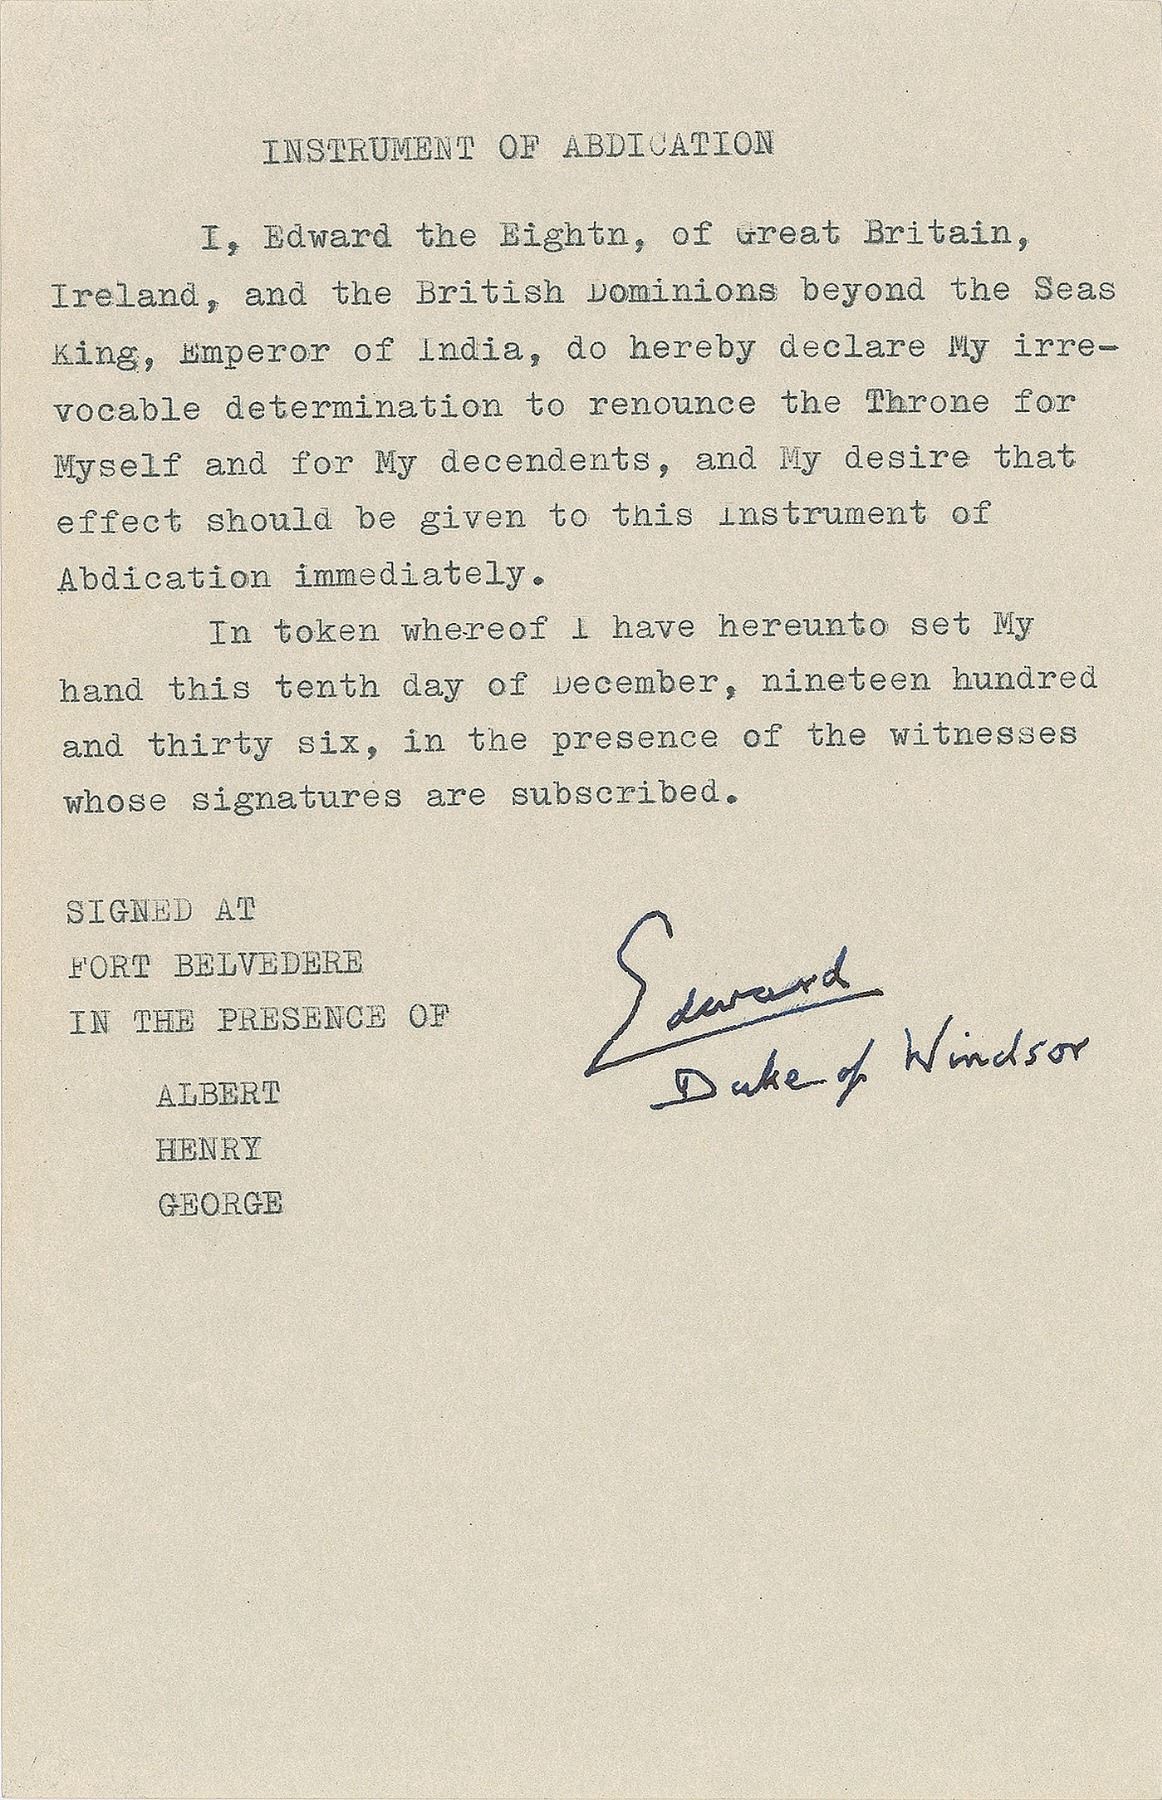 INSTRUMENT OF ABDICATION
I, Edward the Eightn, of Great Britain,
Ireland, and the British Dominions beyond the Seas
King, Emperor of India, do hereby declare My irre-
vocable determination to renounce the Throne for
Myself and for My decendents, and My desire that
effect should be given to this Instrument of
Abdication immediately.
In token whereof I have hereunto set My
hand this tenth day of December, nineteen hundred
and thirty six, in the presence of the witnesses
whose signatures are subscribed.
SIGNED AT
FORT BELVEDERE
IN THE PRESENCE OF
ALBERT
HENRY
GEORGE
Edward
Duke of Windsor